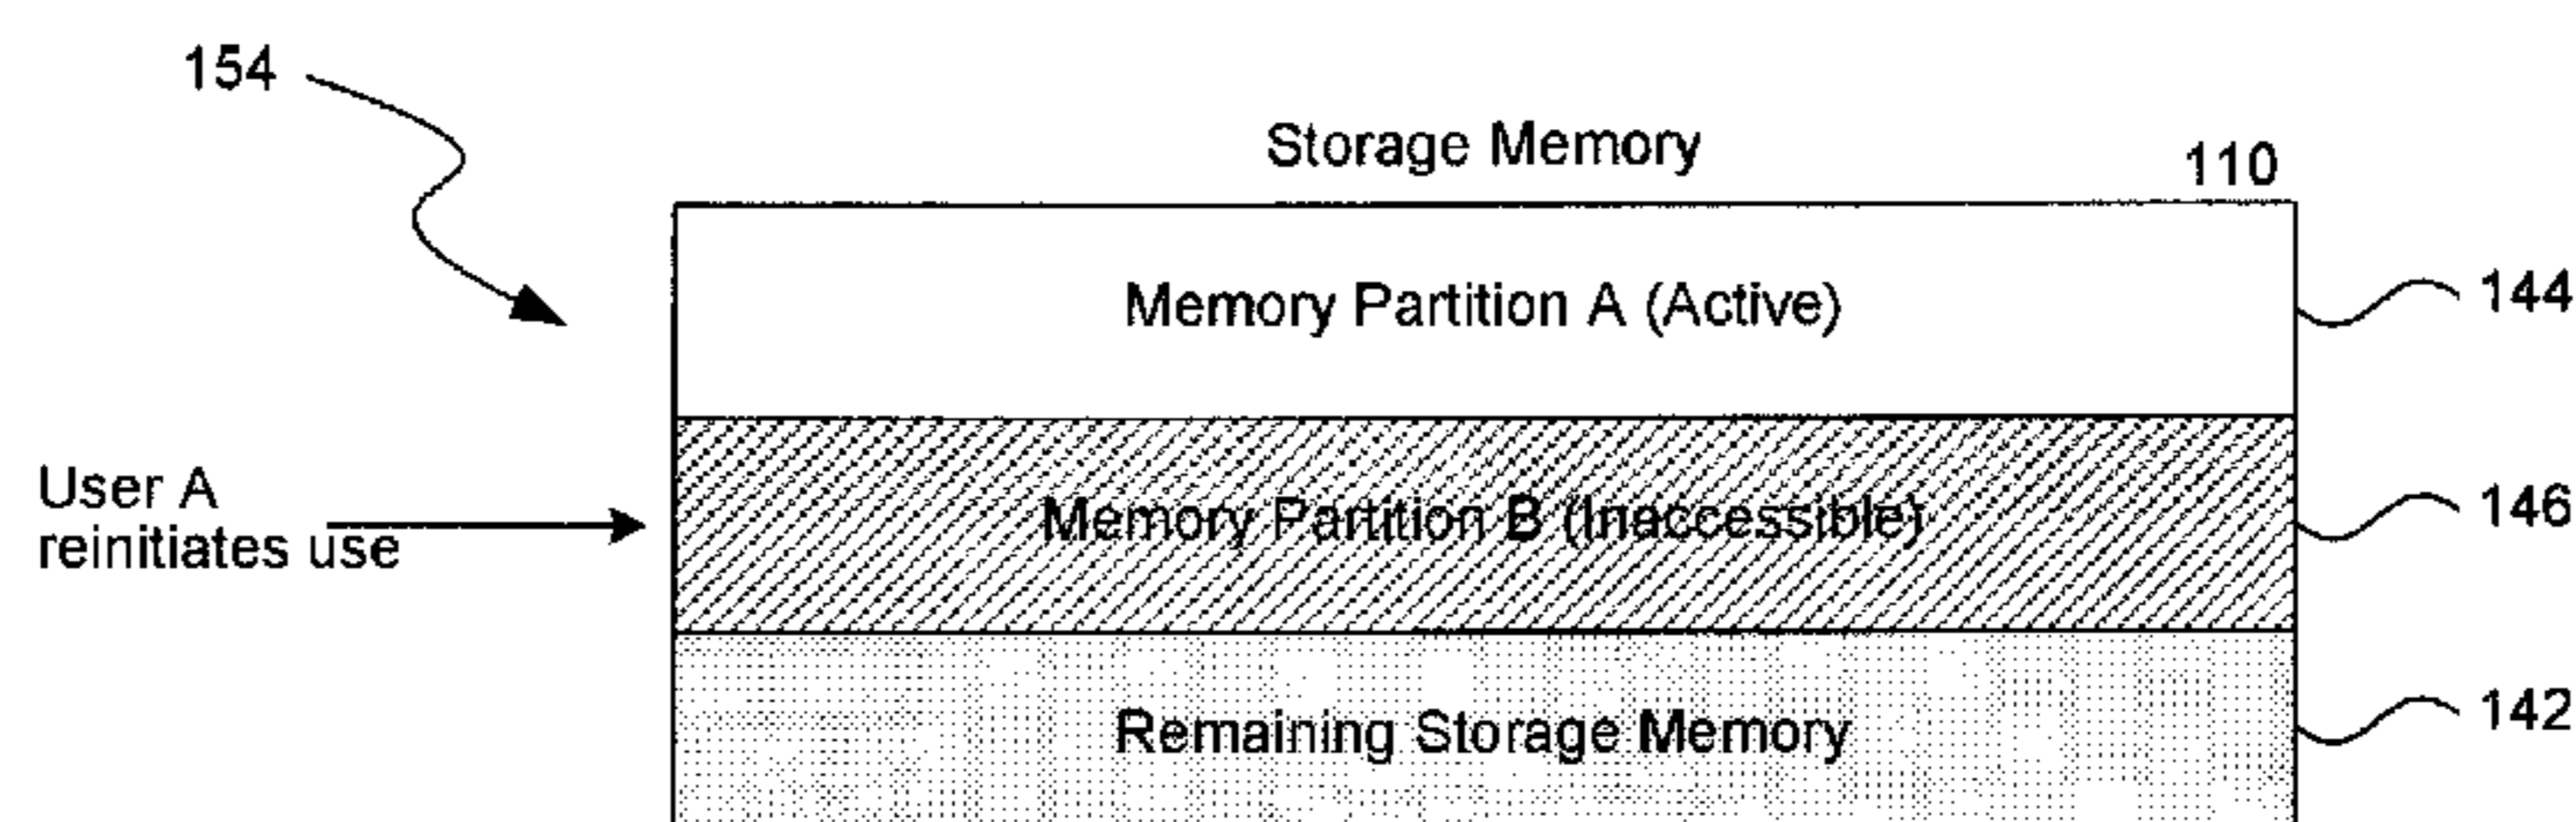 154
Storage Memory
110
Memory Partition A (Active)
144
User A
reinitiates use
Memory Partition B (Inaccessible)
146
Remaining Storage Memory
142